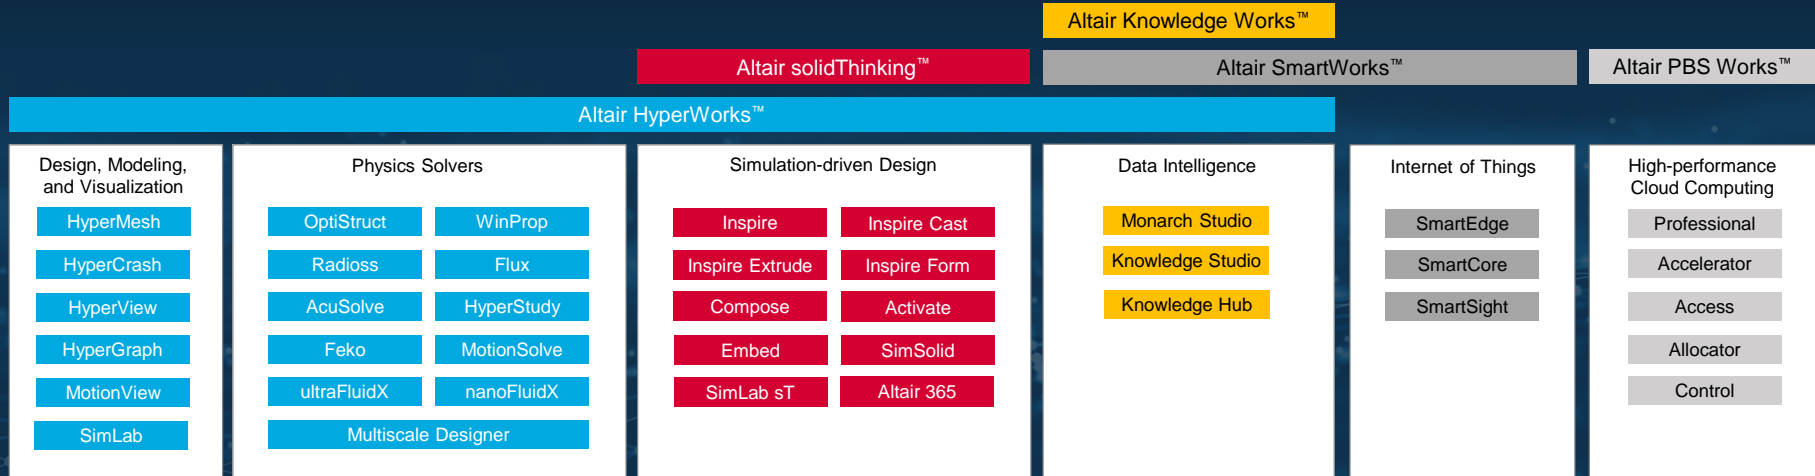 Altair Knowledge Works™
Altair solidThinking™
Altair SmartWorks™
Altair PBS Works™
Altair HyperWorks™
Design, Modeling,
and Visualization
HyperMesh
HyperCrash
HyperView
HyperGraph
MotionView
SimLab
Physics Solvers
OptiStruct
WinProp
Radioss
Flux
AcuSolve
HyperStudy
Feko
MotionSolve
ultraFluidX
nanoFluidX
Multiscale Designer
Simulation-driven Design
Inspire
Inspire Cast
Inspire Extrude
Inspire Form
Compose
Activate
Embed
SimSolid
SimLab sT
Altair 365
Data Intelligence
Monarch Studio
Knowledge Studio
Knowledge Hub
Internet of Things
SmartEdge
SmartCore
SmartSight
High-performance
Cloud Computing
Professional
Accelerator
Access
Allocator
Control